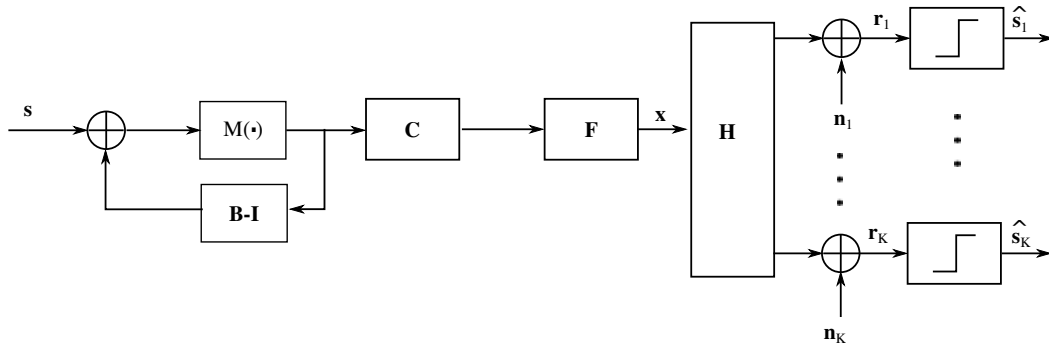 s
M(·)
B-I
C
F
x
H
r₁
n₁
ŝ₁
r_K
n_K
ŝ_K